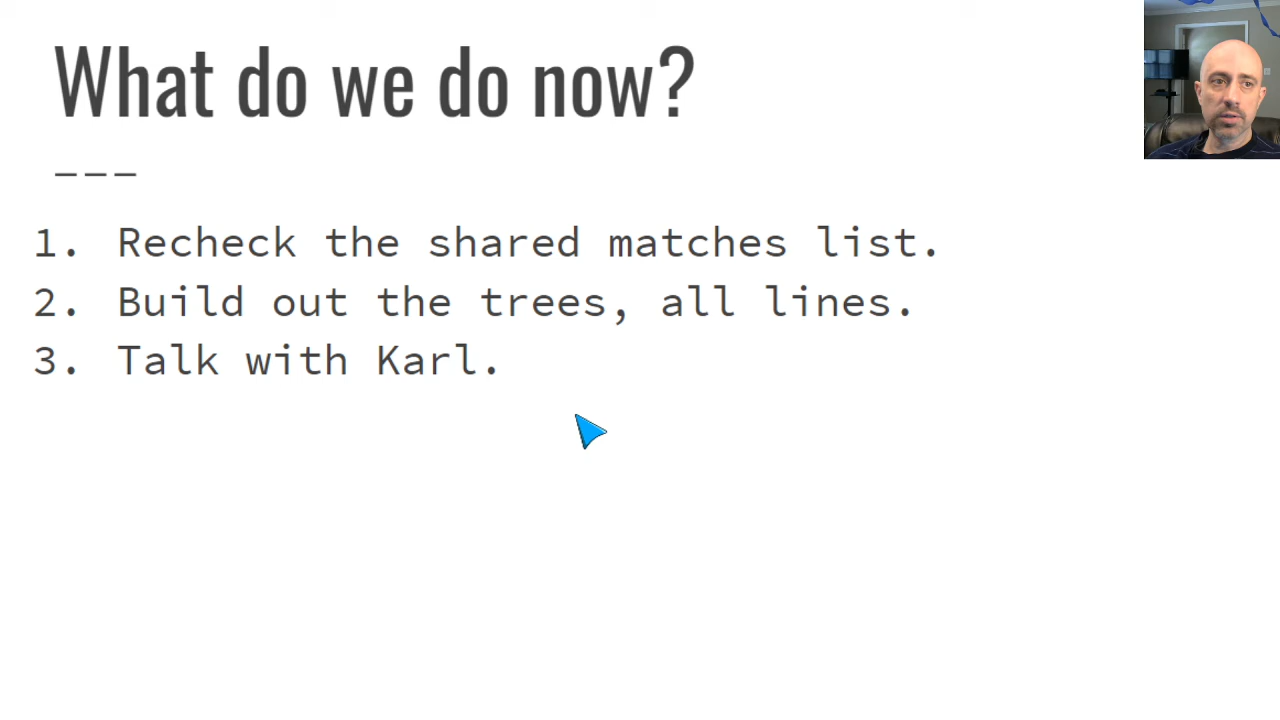 What do we do now?
1. Recheck the shared matches list.
2. Build out the trees, all lines.
3. Talk with Karl.